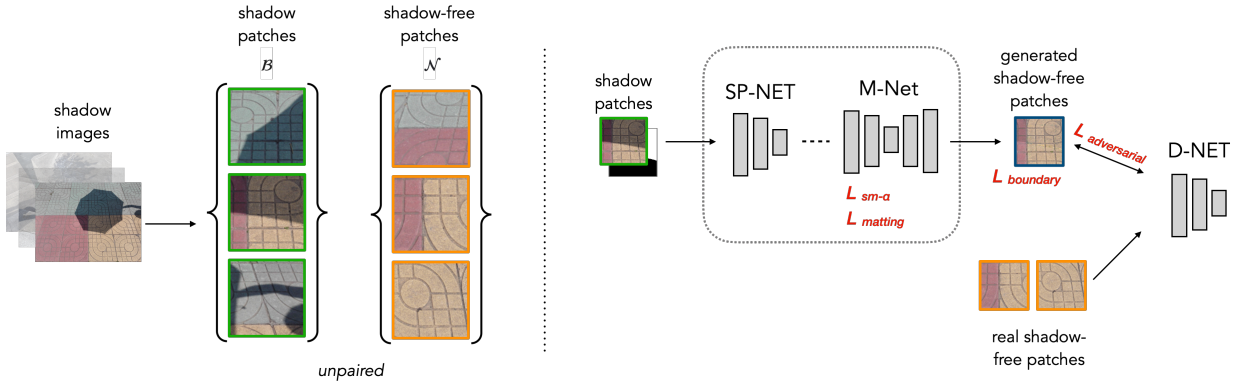 shadow
images
shadow
patches
ℬ
shadow-free
patches
𝒩
unpaired
shadow
patches
SP-NET
M-Net
L sm-α
L matting
generated
shadow-free
patches
L boundary
L adversarial
D-NET
real shadow-
free patches